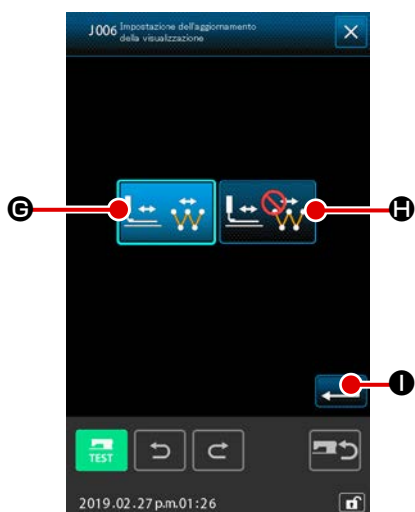 J006 Impostazione dell'aggiornamento
della visualizzazione
G
H
I
TEST
2019.02.27 p.m.01:26